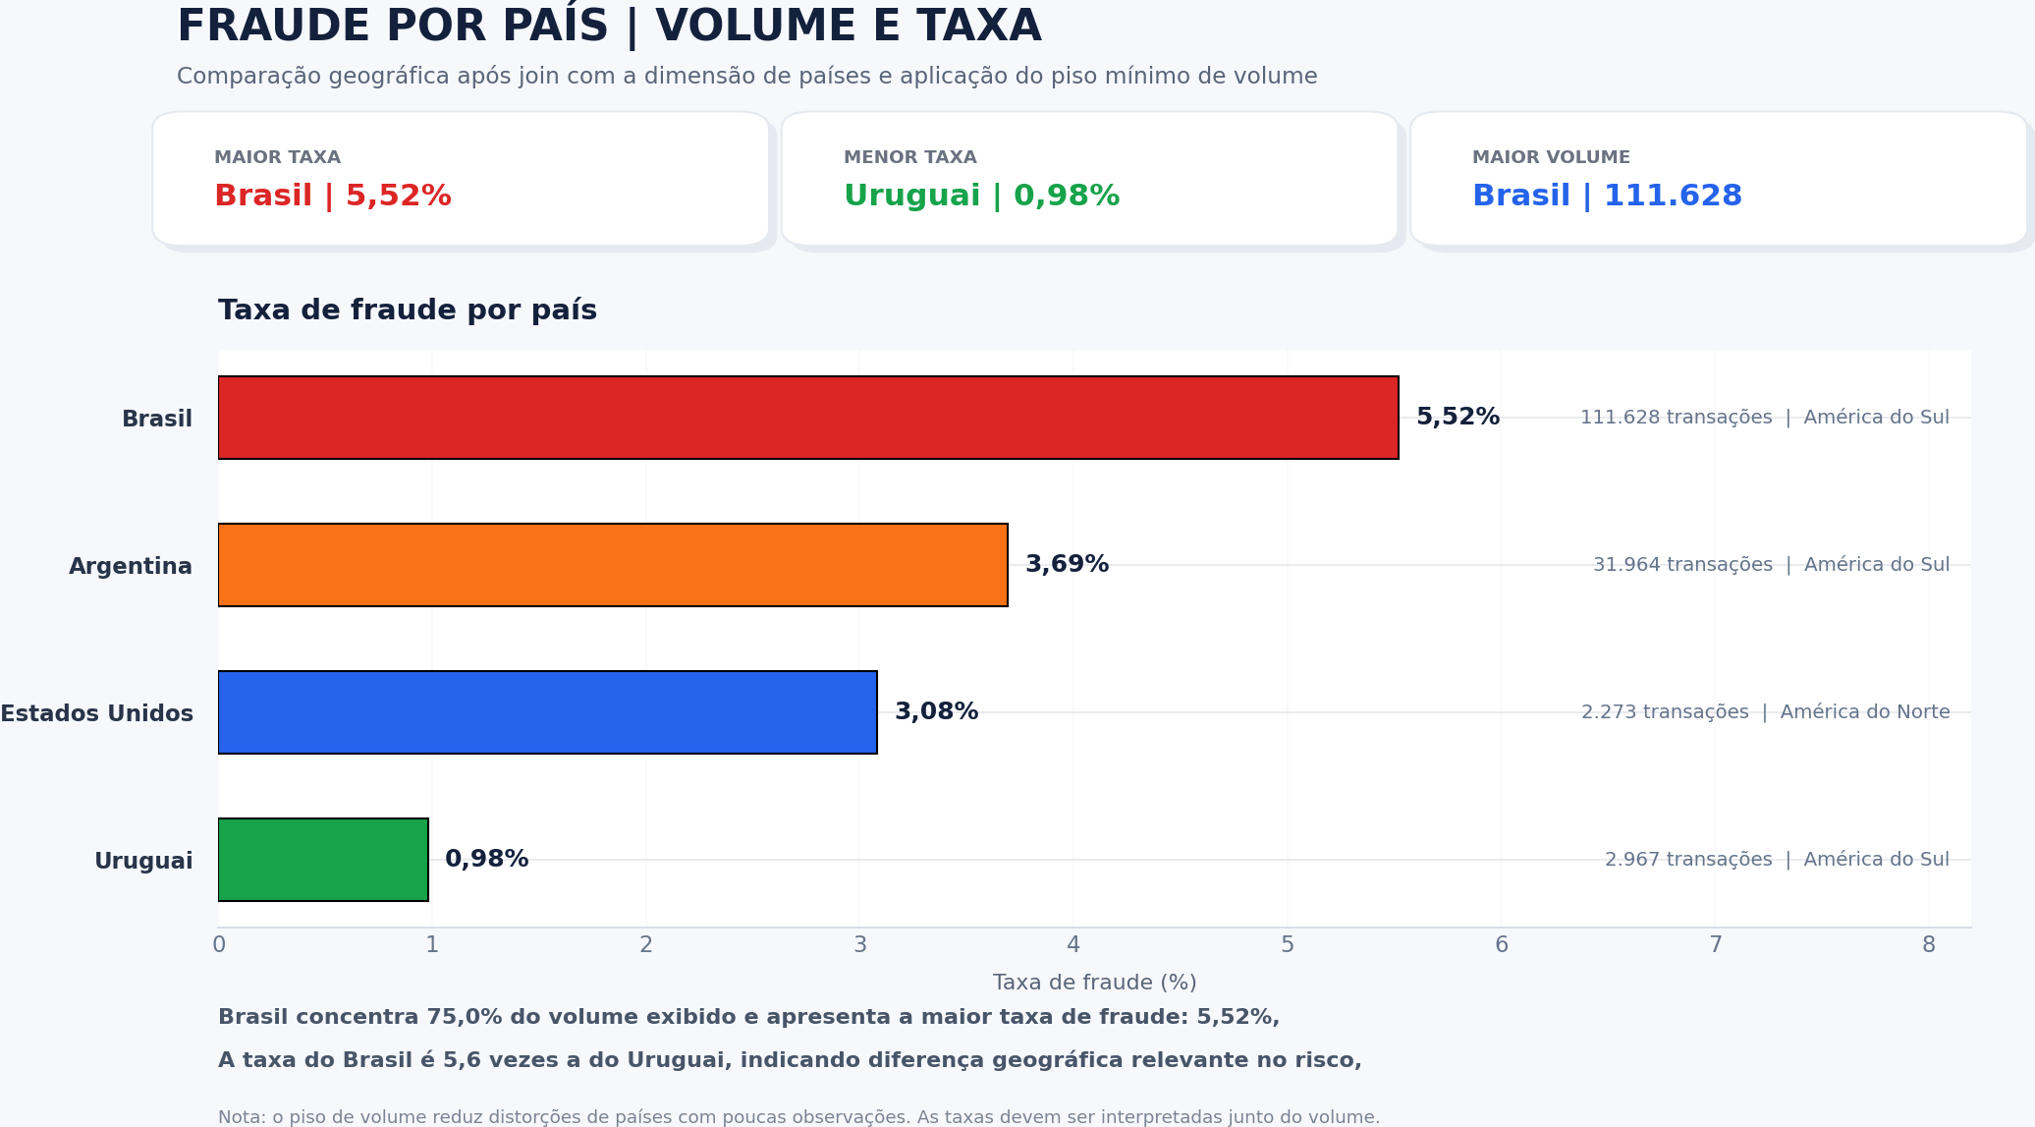 FRAUDE POR PAÍS | VOLUME E TAXA
Comparação geográfica após join com a dimensão de países e aplicação do piso mínimo de volume
MAIOR TAXA
Brasil | 5,52%
MENOR TAXA
Uruguai | 0,98%
MAIOR VOLUME
Brasil | 111.628
Taxa de fraude por país
Brasil 5,52% 111.628 transações | América do Sul
Argentina 3,69% 31.964 transações | América do Sul
Estados Unidos 3,08% 2.273 transações | América do Norte
Uruguai 0,98% 2.967 transações | América do Sul
0 1 2 3 4 5 6 7 8
Taxa de fraude (%)
Brasil concentra 75,0% do volume exibido e apresenta a maior taxa de fraude: 5,52%,
A taxa do Brasil é 5,6 vezes a do Uruguai, indicando diferença geográfica relevante no risco,
Nota: o piso de volume reduz distorções de países com poucas observações. As taxas devem ser interpretadas junto do volume.